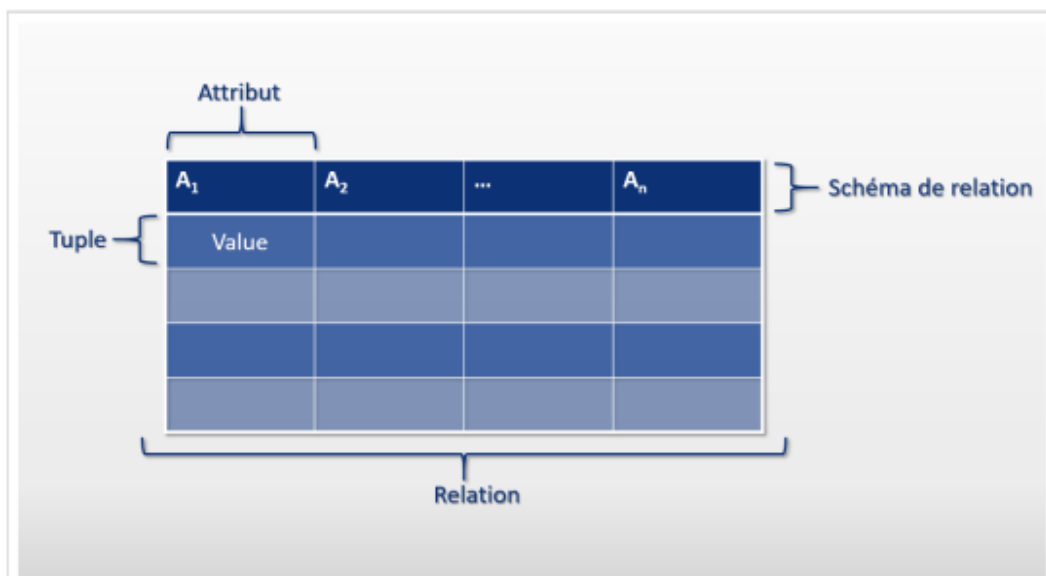 Attribut
A₁ A₂ ... Aₙ
Schéma de relation
Tuple
Value
Relation